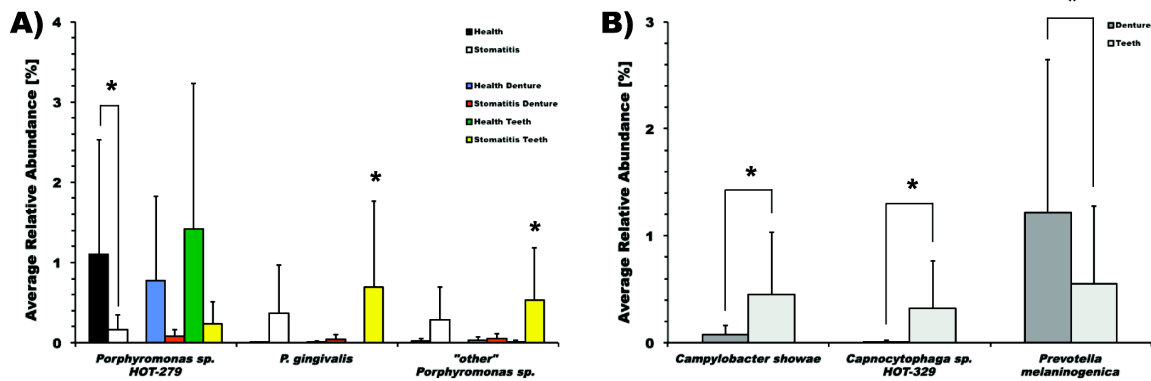 A)
Average Relative Abundance [%]
4
3
2
1
0
*
*
*
Health
Stomatitis
Health Denture
Stomatitis Denture
Health Teeth
Stomatitis Teeth
Porphyromonas sp.
HOT-279
P. gingivalis
"other"
Porphyromonas sp.
B)
Average Relative Abundance [%]
3
2
1
0
*
*
Denture
Teeth
Campylobacter showae
Capnocytophaga sp.
HOT-329
Prevotella
melaninogenica